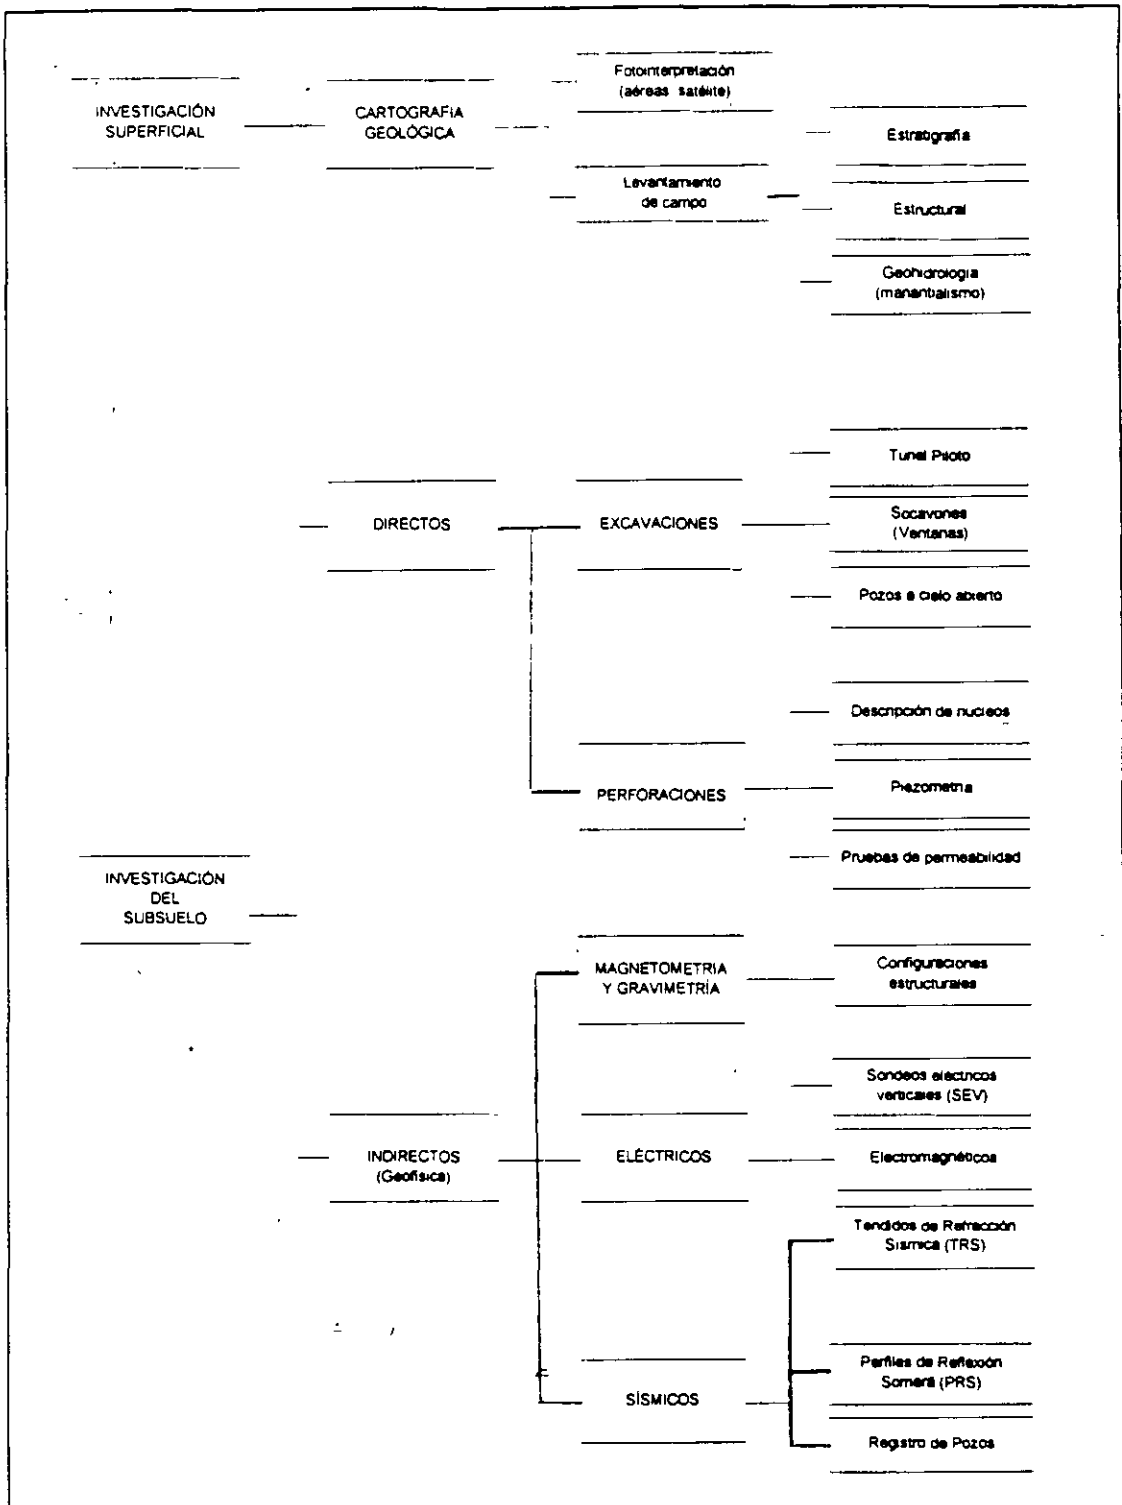 INVESTIGACIÓN
SUPERFICIAL
CARTOGRAFIA
GEOLÓGICA
Fotointerpretación
(aéreas satélite)
Levantamiento
de campo
Estratigrafía
Estructural
Geohidrología
(manantialismo)
INVESTIGACIÓN
DEL
SUBSUELO
DIRECTOS
EXCAVACIONES
Tunel Piloto
Socavones
(Ventanas)
Pozos a cielo abierto
PERFORACIONES
Descripción de nucleos
Piezometria
Pruebas de permeabilidad
INDIRECTOS
(Geofísica)
MAGNETOMETRIA
Y GRAVIMETRÍA
Configuraciones
estructurales
ELÉCTRICOS
Sondeos eléctricos
verticales (SEV)
Electromagnéticos
SÍSMICOS
Tendidos de Refracción
Sísmica (TRS)
Perfiles de Reflexión
Somera (PRS)
Registro de Pozos